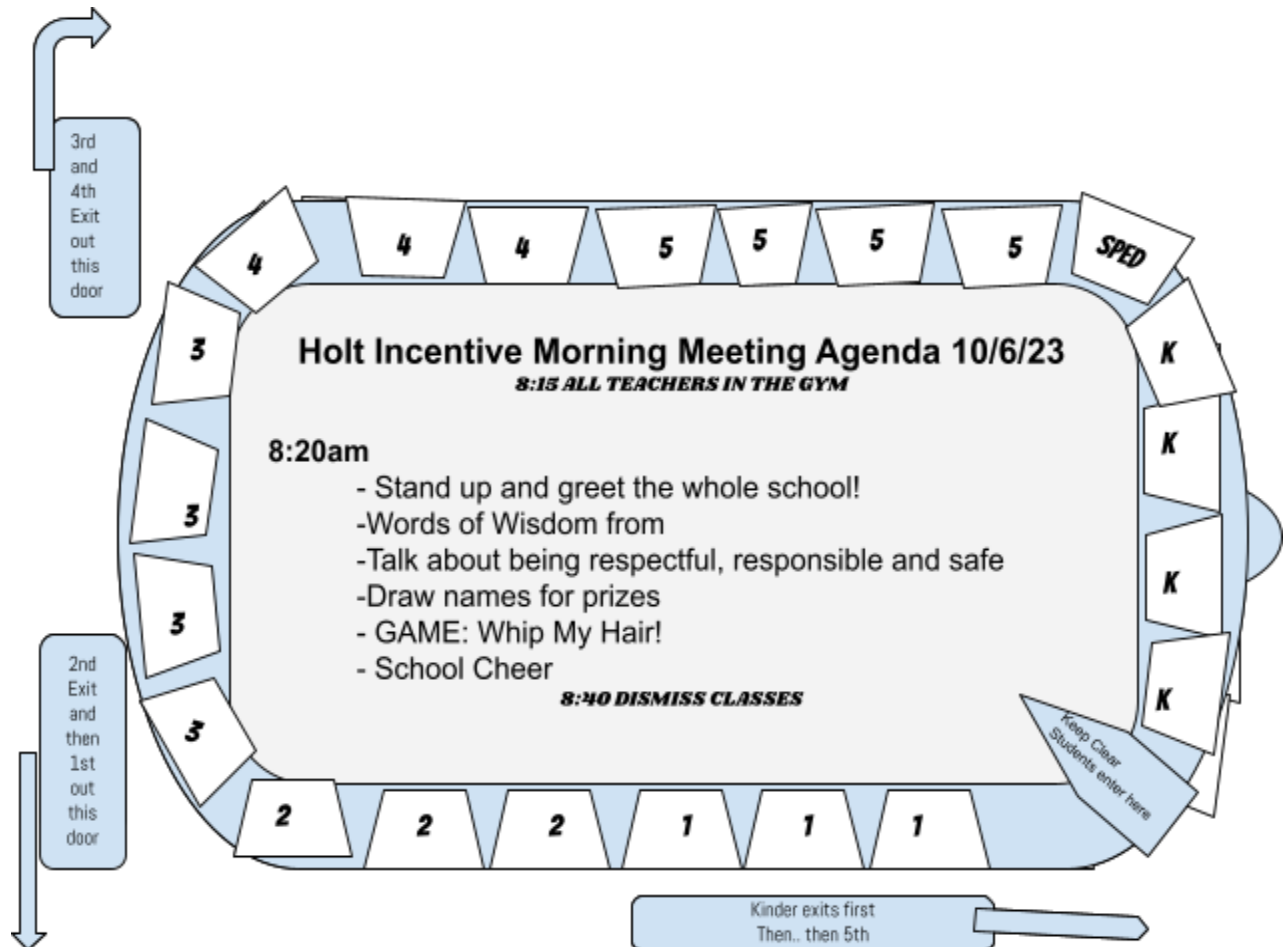 3rd
and
4th
Exit
out
this
door
4
4
4
5
5
5
5
SPED
3
K
Holt Incentive Morning Meeting Agenda 10/6/23
8:15 ALL TEACHERS IN THE GYM
8:20am
- Stand up and greet the whole school!
-Words of Wisdom from
-Talk about being respectful, responsible and safe
-Draw names for prizes
- GAME: Whip My Hair!
- School Cheer
8:40 DISMISS CLASSES
K
3
K
3
K
3
2nd
Exit
and
then
1st
out
this
door
Keep Clear
Students enter here
2
2
2
1
1
1
Kinder exits first
Then.. then 5th